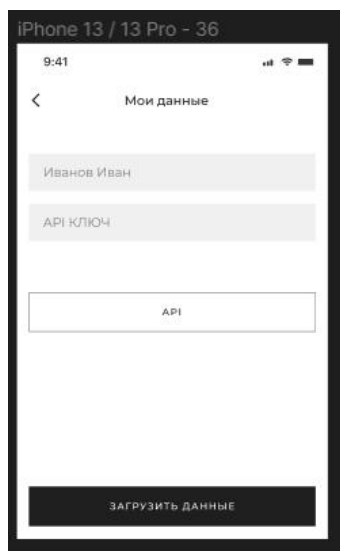 iPhone 13 / 13 Pro - 36
9:41
Мои данные
Иванов Иван
API КЛЮЧ
API
ЗАГРУЗИТЬ ДАННЫЕ